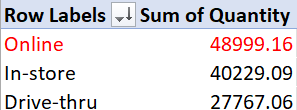 Row Labels Sum of Quantity
Online 48999.16
In-store 40229.09
Drive-thru 27767.06